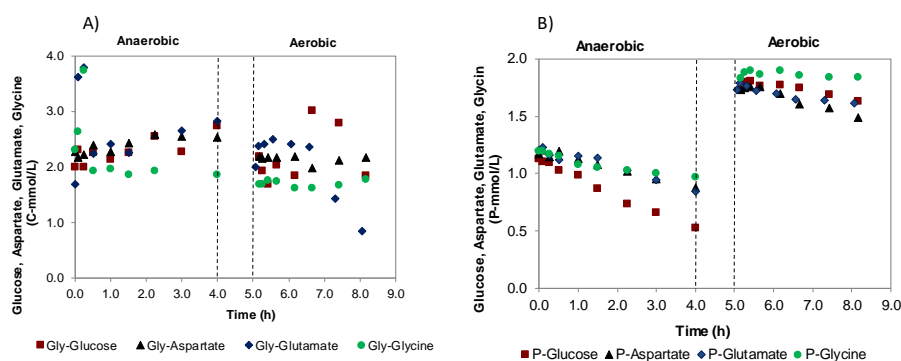 A)
Anaerobic
Aerobic
Glucose, Aspartate, Glutamate, Glycine
(C-mmol/L)
4.0
3.0
2.0
1.0
0.0
0.0 1.0 2.0 3.0 4.0 5.0 6.0 7.0 8.0 9.0
Time (h)
Gly-Glucose Gly-Aspartate Gly-Glutamate Gly-Glycine
B)
Anaerobic
Aerobic
Glucose, Aspartate, Glutamate, Glycin
(P-mmol/L)
2.0
1.5
1.0
0.5
0.0
0.0 1.0 2.0 3.0 4.0 5.0 6.0 7.0 8.0 9.0
Time (h)
P-Glucose P-Aspartate P-Glutamate P-Glycine